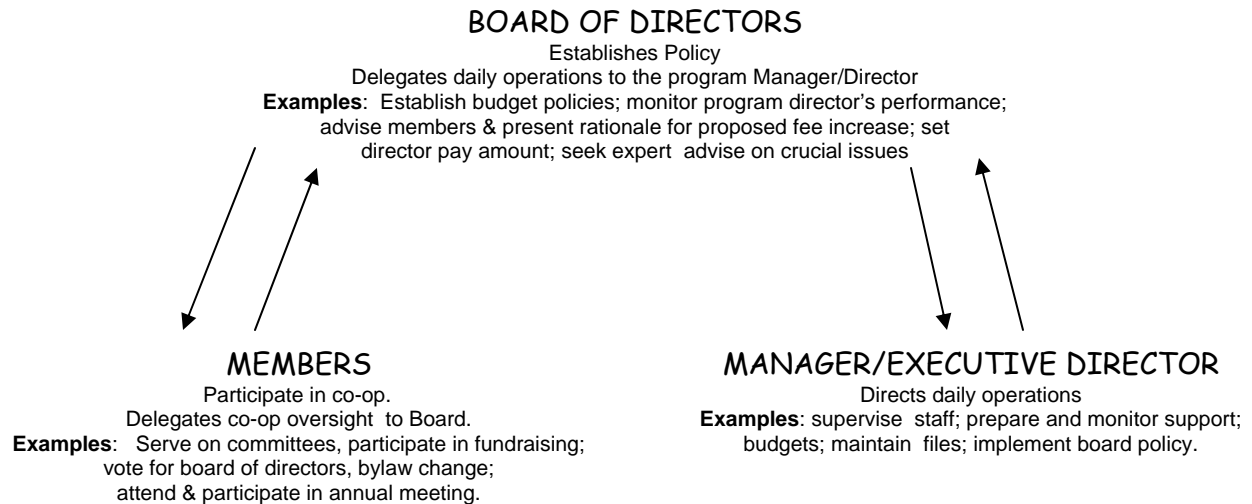 BOARD OF DIRECTORS
Establishes Policy
Delegates daily operations to the program Manager/Director
Examples: Establish budget policies; monitor program director's performance;
advise members & present rationale for proposed fee increase; set
director pay amount; seek expert advise on crucial issues
MEMBERS
Participate in co-op.
Delegates co-op oversight to Board.
Examples: Serve on committees, participate in fundraising;
vote for board of directors, bylaw change;
attend & participate in annual meeting.
MANAGER/EXECUTIVE DIRECTOR
Directs daily operations
Examples: supervise staff; prepare and monitor support;
budgets; maintain files; implement board policy.